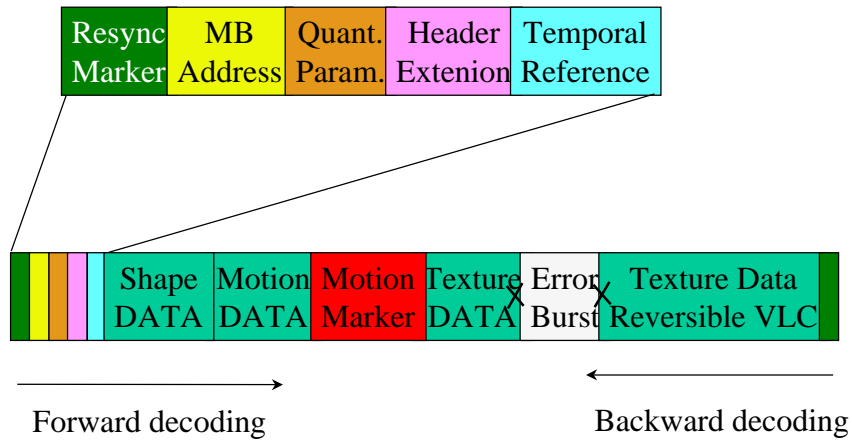 Resync MB Quant. Header Temporal
Marker Address Param. Extenion Reference
Shape Motion Motion Texture Error Texture Data
DATA DATA Marker DATA Burst Reversible VLC
Forward decoding
Backward decoding